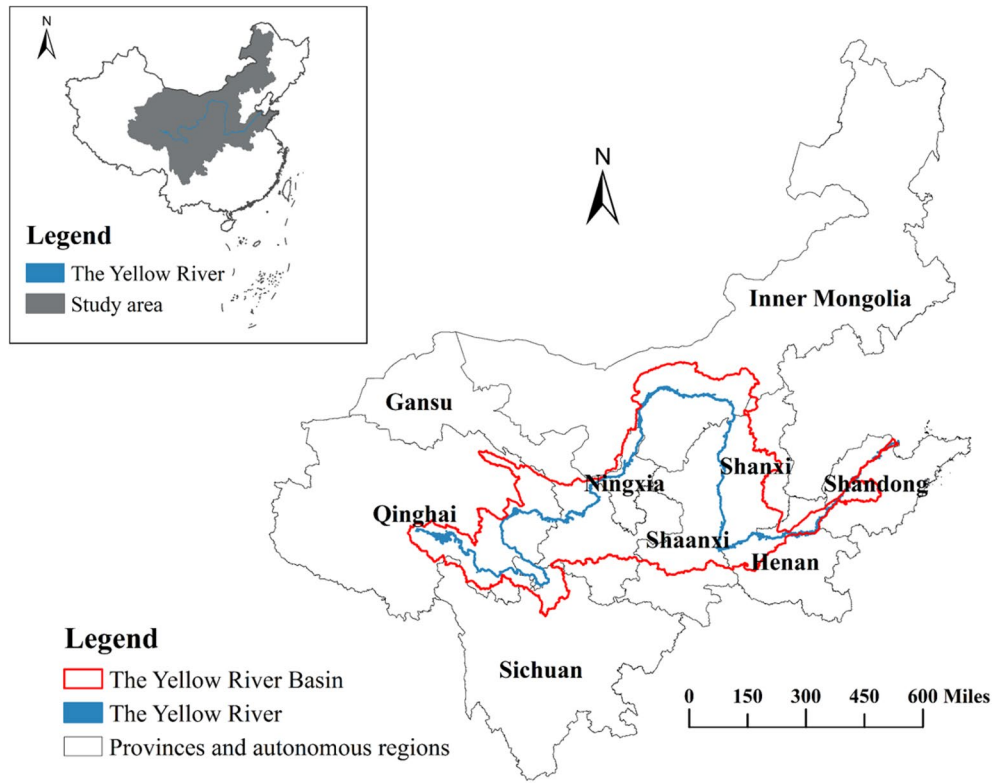 N
Legend
The Yellow River
Study area
N
Inner Mongolia
Gansu
Ningxia
Shanxi
Shandong
Qinghai
Shaanxi
Henan
Sichuan
Legend
The Yellow River Basin
The Yellow River
Provinces and autonomous regions
0 150 300 450 600 Miles